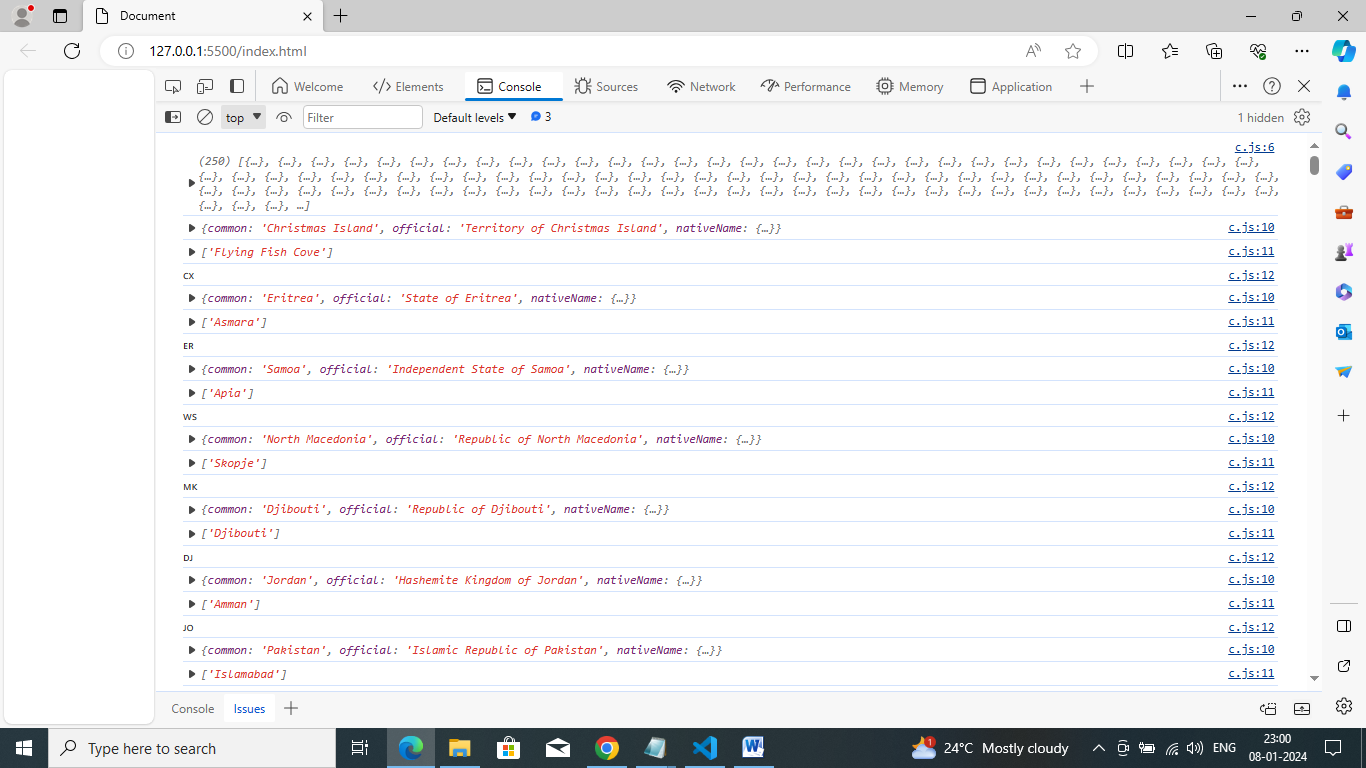 Document
127.0.0.1:5500/index.html
Welcome
Elements
Console
Sources
Network
Performance
Memory
Application
top
Filter
Default levels
3
1 hidden
c.js:6
(250) [{…}, {…}, {…}, {…}, {…}, {…}, {…}, {…}, {…}, {…}, {…}, {…}, {…}, {…}, {…}, {…}, {…}, {…}, {…}, {…}, {…}, {…}, {…}, {…}, {…}, {…}, {…}, {…}, {…}, {…}, {…},
{…}, {…}, {…}, {…}, {…}, {…}, {…}, {…}, {…}, {…}, {…}, {…}, {…}, {…}, {…}, {…}, {…}, {…}, {…}, {…}, {…}, {…}, {…}, {…}, {…}, {…}, {…}, {…}, {…}, {…}, {…}, {…}, {…},
{…}, {…}, {…}, {…}, {…}, {…}, {…}, {…}, {…}, {…}, {…}, {…}, {…}, {…}, {…}, {…}, {…}, {…}, {…}, {…}, {…}, {…}, {…}, {…}, {…}, {…}, {…}, {…}, {…}, {…}, {…}, {…}, {…},
{…}, {…}, {…}, …]
{common: 'Christmas Island', official: 'Territory of Christmas Island', nativeName: {…}} c.js:10
['Flying Fish Cove'] c.js:11
CX c.js:12
{common: 'Eritrea', official: 'State of Eritrea', nativeName: {…}} c.js:10
['Asmara'] c.js:11
ER c.js:12
{common: 'Samoa', official: 'Independent State of Samoa', nativeName: {…}} c.js:10
['Apia'] c.js:11
WS c.js:12
{common: 'North Macedonia', official: 'Republic of North Macedonia', nativeName: {…}} c.js:10
['Skopje'] c.js:11
MK c.js:12
{common: 'Djibouti', official: 'Republic of Djibouti', nativeName: {…}} c.js:10
['Djibouti'] c.js:11
DJ c.js:12
{common: 'Jordan', official: 'Hashemite Kingdom of Jordan', nativeName: {…}} c.js:10
['Amman'] c.js:11
JO c.js:12
{common: 'Pakistan', official: 'Islamic Republic of Pakistan', nativeName: {…}} c.js:10
['Islamabad'] c.js:11
Console
Issues
Type here to search
1
24°C Mostly cloudy
ENG
23:00
08-01-2024